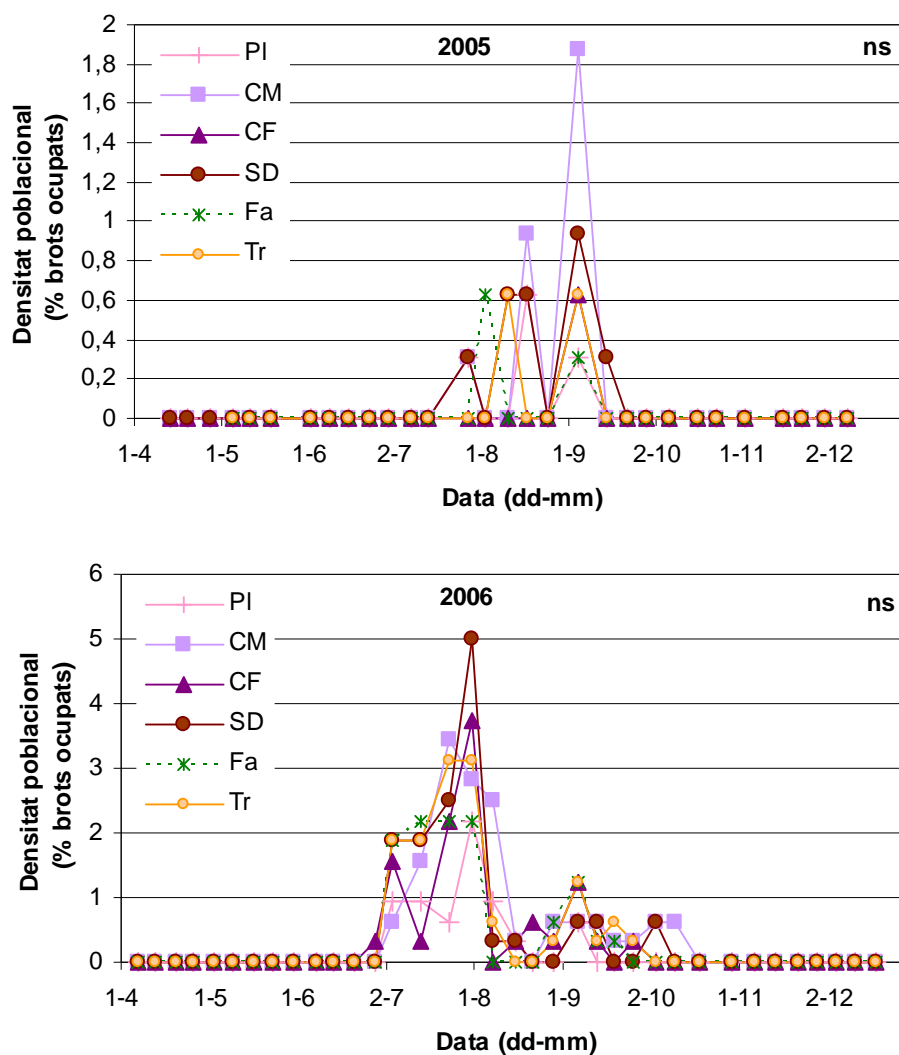 2005
ns
PI
CM
CF
SD
Fa
Tr
Densitat poblacional
(% brots ocupats)
2
1,8
1,6
1,4
1,2
1
0,8
0,6
0,4
0,2
0
1-4
1-5
1-6
2-7
1-8
1-9
2-10
1-11
2-12
Data (dd-mm)
2006
ns
PI
CM
CF
SD
Fa
Tr
Densitat poblacional
(% brots ocupats)
6
5
4
3
2
1
0
1-4
1-5
1-6
2-7
1-8
1-9
2-10
1-11
2-12
Data (dd-mm)